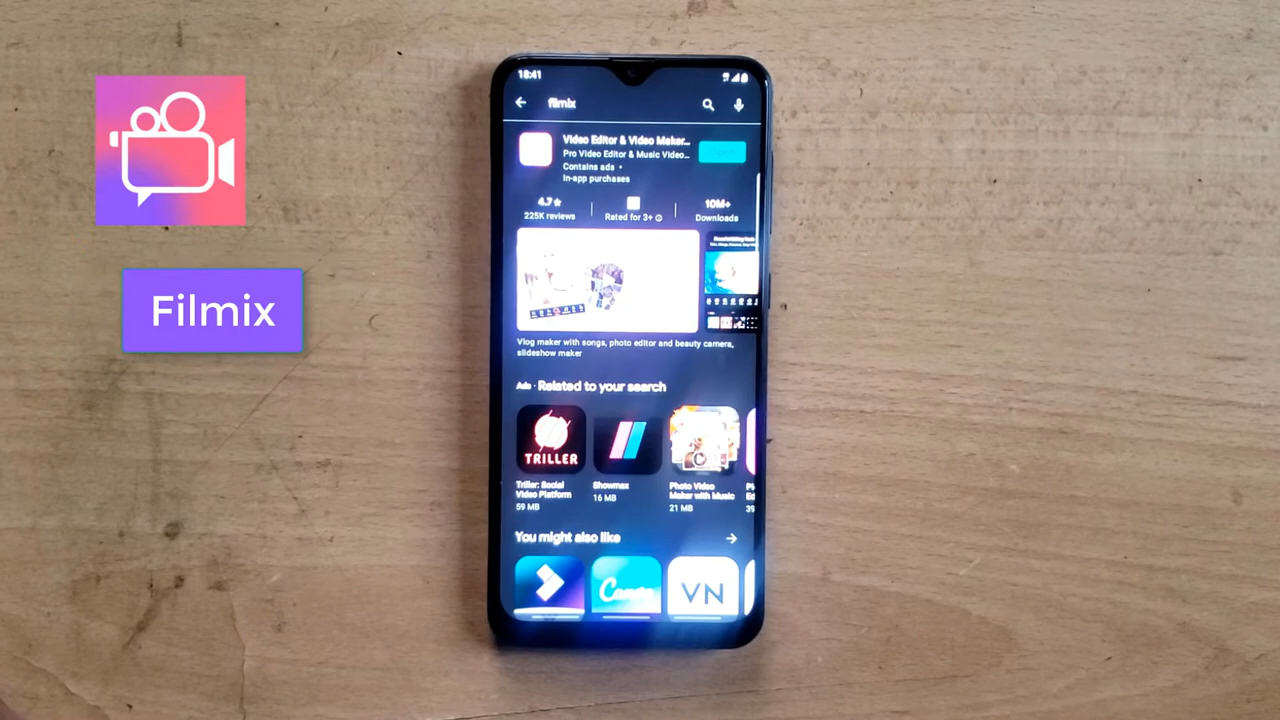 Filmix
18:41
filmix
Video Editor & Video Maker...
Pro Video Editor & Music Video...
Contains ads •
In-app purchases
Open
4.7★
225K reviews
Rated for 3+
10M+
Downloads
Vlog maker with songs, photo editor and beauty camera,
slideshow maker
Ads · Related to your search
TRILLER
Triller: Social
Video Platform
59 MB
Showmax
16 MB
Photo Video
Maker with Music
21 MB
You might also like
Canva
VN